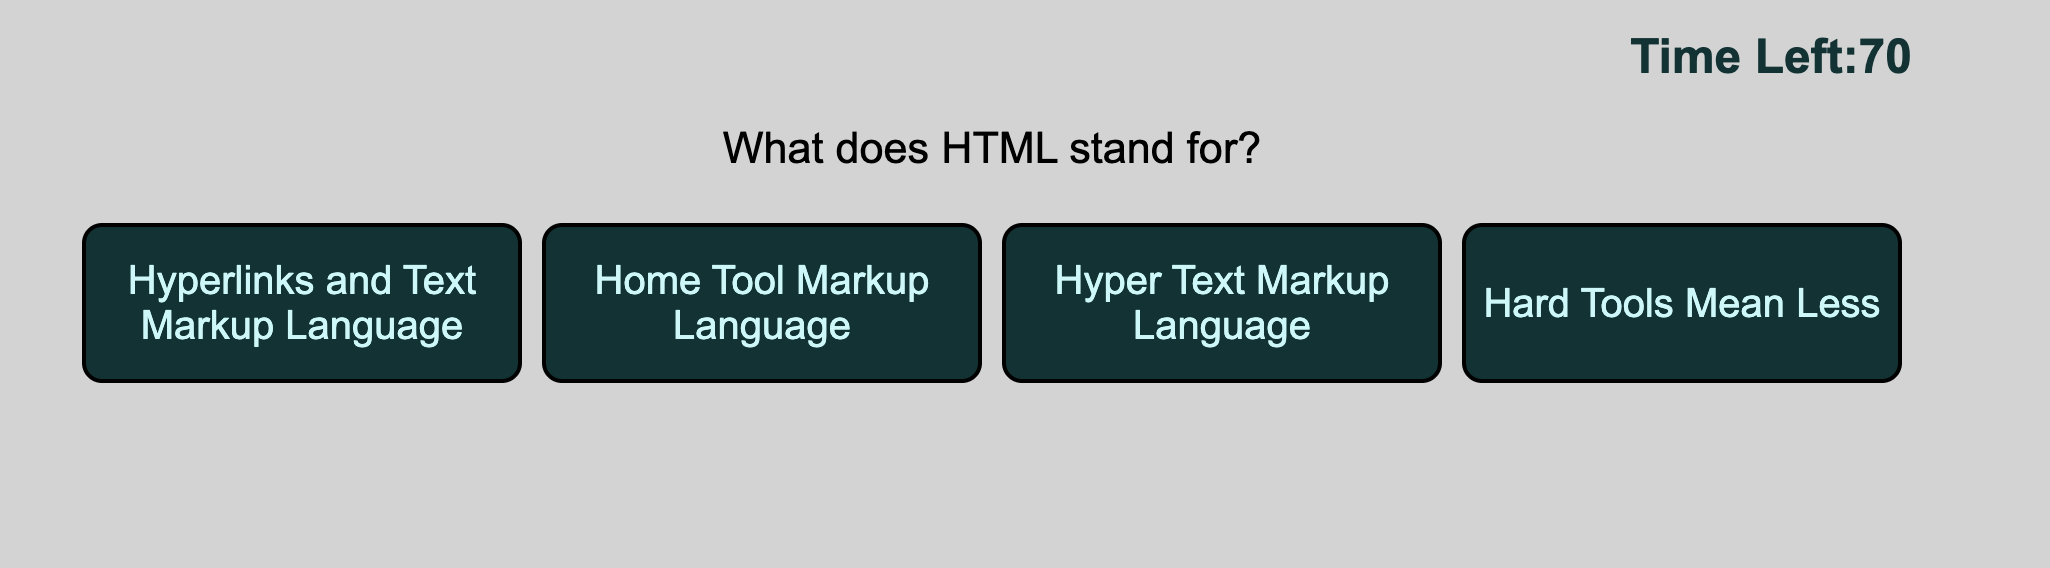 Time Left:70
What does HTML stand for?
Hyperlinks and Text
Markup Language
Home Tool Markup
Language
Hyper Text Markup
Language
Hard Tools Mean Less